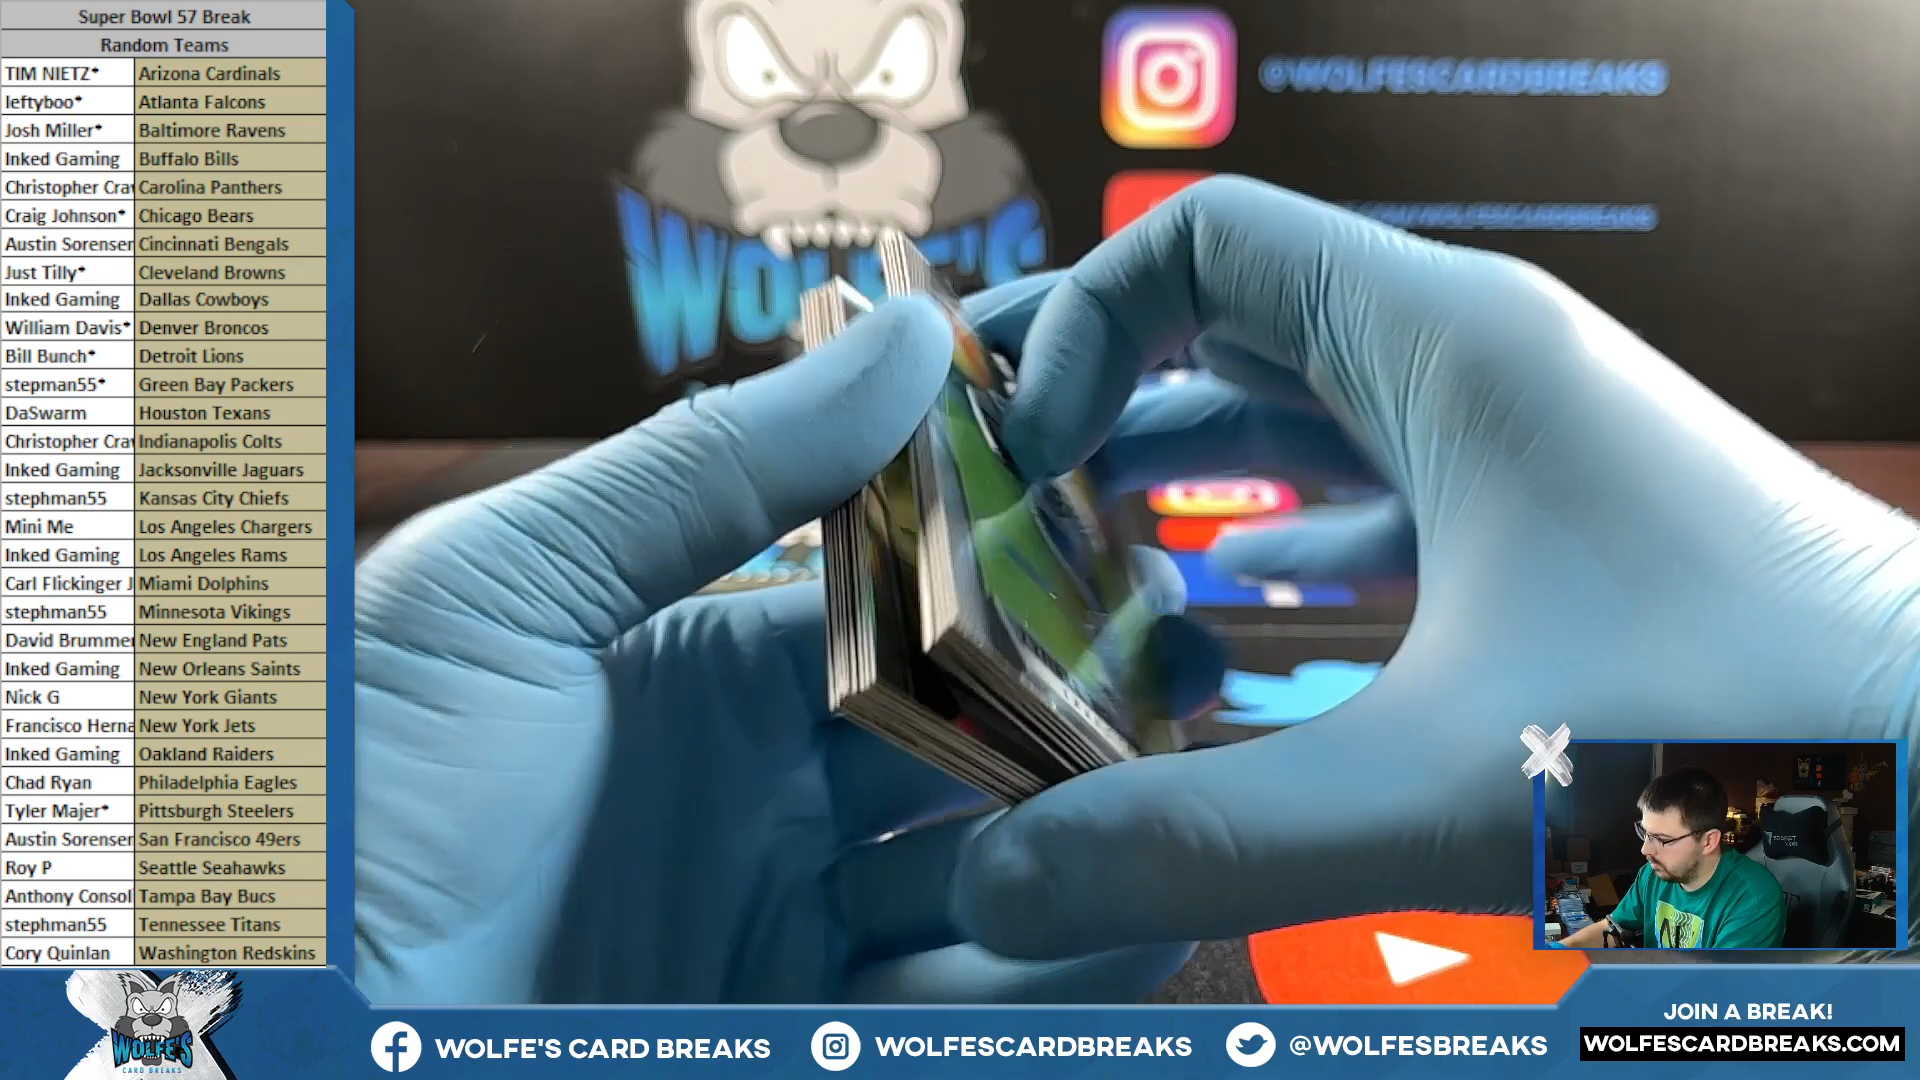 Super Bowl 57 Break
Random Teams
TIM NIETZ* Arizona Cardinals
leftyboo* Atlanta Falcons
Josh Miller* Baltimore Ravens
Inked Gaming Buffalo Bills
Christopher Cra Carolina Panthers
Craig Johnson* Chicago Bears
Austin Sorenser Cincinnati Bengals
Just Tilly* Cleveland Browns
Inked Gaming Dallas Cowboys
William Davis* Denver Broncos
Bill Bunch* Detroit Lions
stepman55* Green Bay Packers
DaSwarm Houston Texans
Christopher Cra Indianapolis Colts
Inked Gaming Jacksonville Jaguars
stephman55 Kansas City Chiefs
Mini Me Los Angeles Chargers
Inked Gaming Los Angeles Rams
Carl Flickinger J Miami Dolphins
stephman55 Minnesota Vikings
David Brummer New England Pats
Inked Gaming New Orleans Saints
Nick G New York Giants
Francisco Herna New York Jets
Inked Gaming Oakland Raiders
Chad Ryan Philadelphia Eagles
Tyler Majer* Pittsburgh Steelers
Austin Sorenser San Francisco 49ers
Roy P Seattle Seahawks
Anthony Consol Tampa Bay Bucs
stephman55 Tennessee Titans
Cory Quinlan Washington Redskins
@WOLFESCARDBREAKS
WOLFE'S
WOLFE'S
CARD BREAKS
WOLFE'S CARD BREAKS
WOLFESCARDBREAKS
@WOLFESBREAKS
JOIN A BREAK!
WOLFESCARDBREAKS.COM